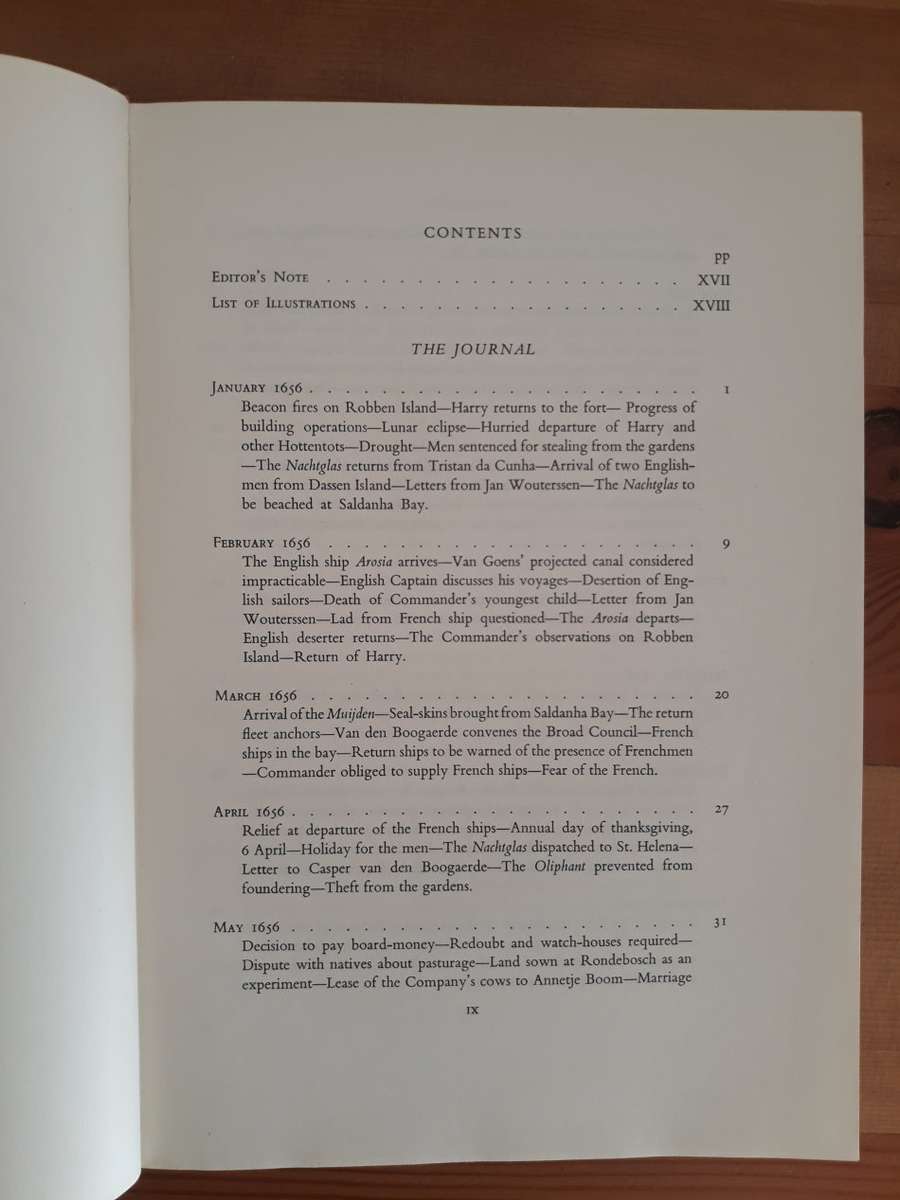 CONTENTS
PP
EDITOR'S NOTE . . . . . . . . . . . . . . . . . . . . XVII
LIST OF ILLUSTRATIONS . . . . . . . . . . . . . . . . . . XVIII
THE JOURNAL
JANUARY 1656 . . . . . . . . . . . . . . . . . . . . . . 1
Beacon fires on Robben Island—Harry returns to the fort— Progress of
building operations—Lunar eclipse—Hurried departure of Harry and
other Hottentots—Drought—Men sentenced for stealing from the gardens
—The Nachtglas returns from Tristan da Cunha—Arrival of two English-
men from Dassen Island—Letters from Jan Wouterssen—The Nachtglas to
be beached at Saldanha Bay.
FEBRUARY 1656 . . . . . . . . . . . . . . . . . . . . . 9
The English ship Arosia arrives—Van Goens' projected canal considered
impracticable—English Captain discusses his voyages—Desertion of Eng-
lish sailors—Death of Commander's youngest child—Letter from Jan
Wouterssen—Lad from French ship questioned—The Arosia departs—
English deserter returns—The Commander's observations on Robben
Island—Return of Harry.
MARCH 1656 . . . . . . . . . . . . . . . . . . . . . . 20
Arrival of the Muijden—Seal-skins brought from Saldanha Bay—The return
fleet anchors—Van den Boogaerde convenes the Broad Council—French
ships in the bay—Return ships to be warned of the presence of Frenchmen
—Commander obliged to supply French ships—Fear of the French.
APRIL 1656 . . . . . . . . . . . . . . . . . . . . . . . 27
Relief at departure of the French ships—Annual day of thanksgiving,
6 April—Holiday for the men—The Nachtglas dispatched to St. Helena—
Letter to Casper van den Boogaerde—The Oliphant prevented from
foundering—Theft from the gardens.
MAY 1656 . . . . . . . . . . . . . . . . . . . . . . . 31
Decision to pay board-money—Redoubt and watch-houses required—
Dispute with natives about pasturage—Land sown at Rondebosch as an
experiment—Lease of the Company's cows to Annetje Boom—Marriage
IX